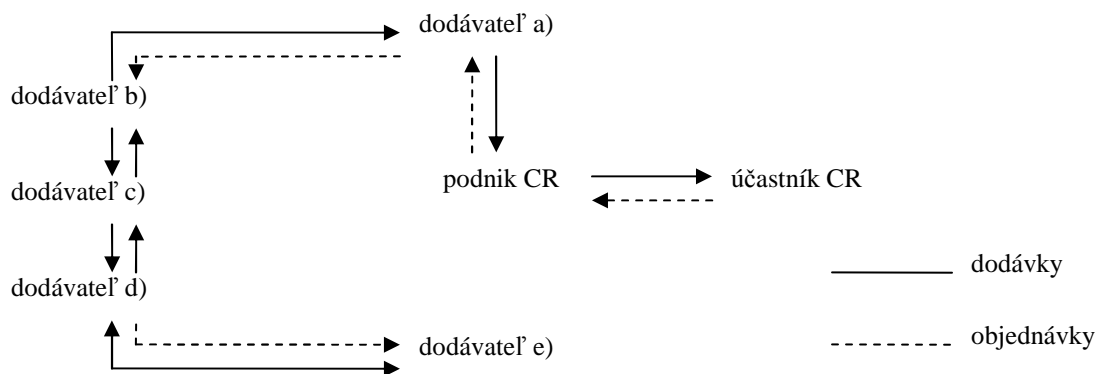 dodávateľ a)
dodávateľ b)
dodávateľ c)
podnik CR
účastník CR
dodávateľ d)
dodávky
objednávky
dodávateľ e)